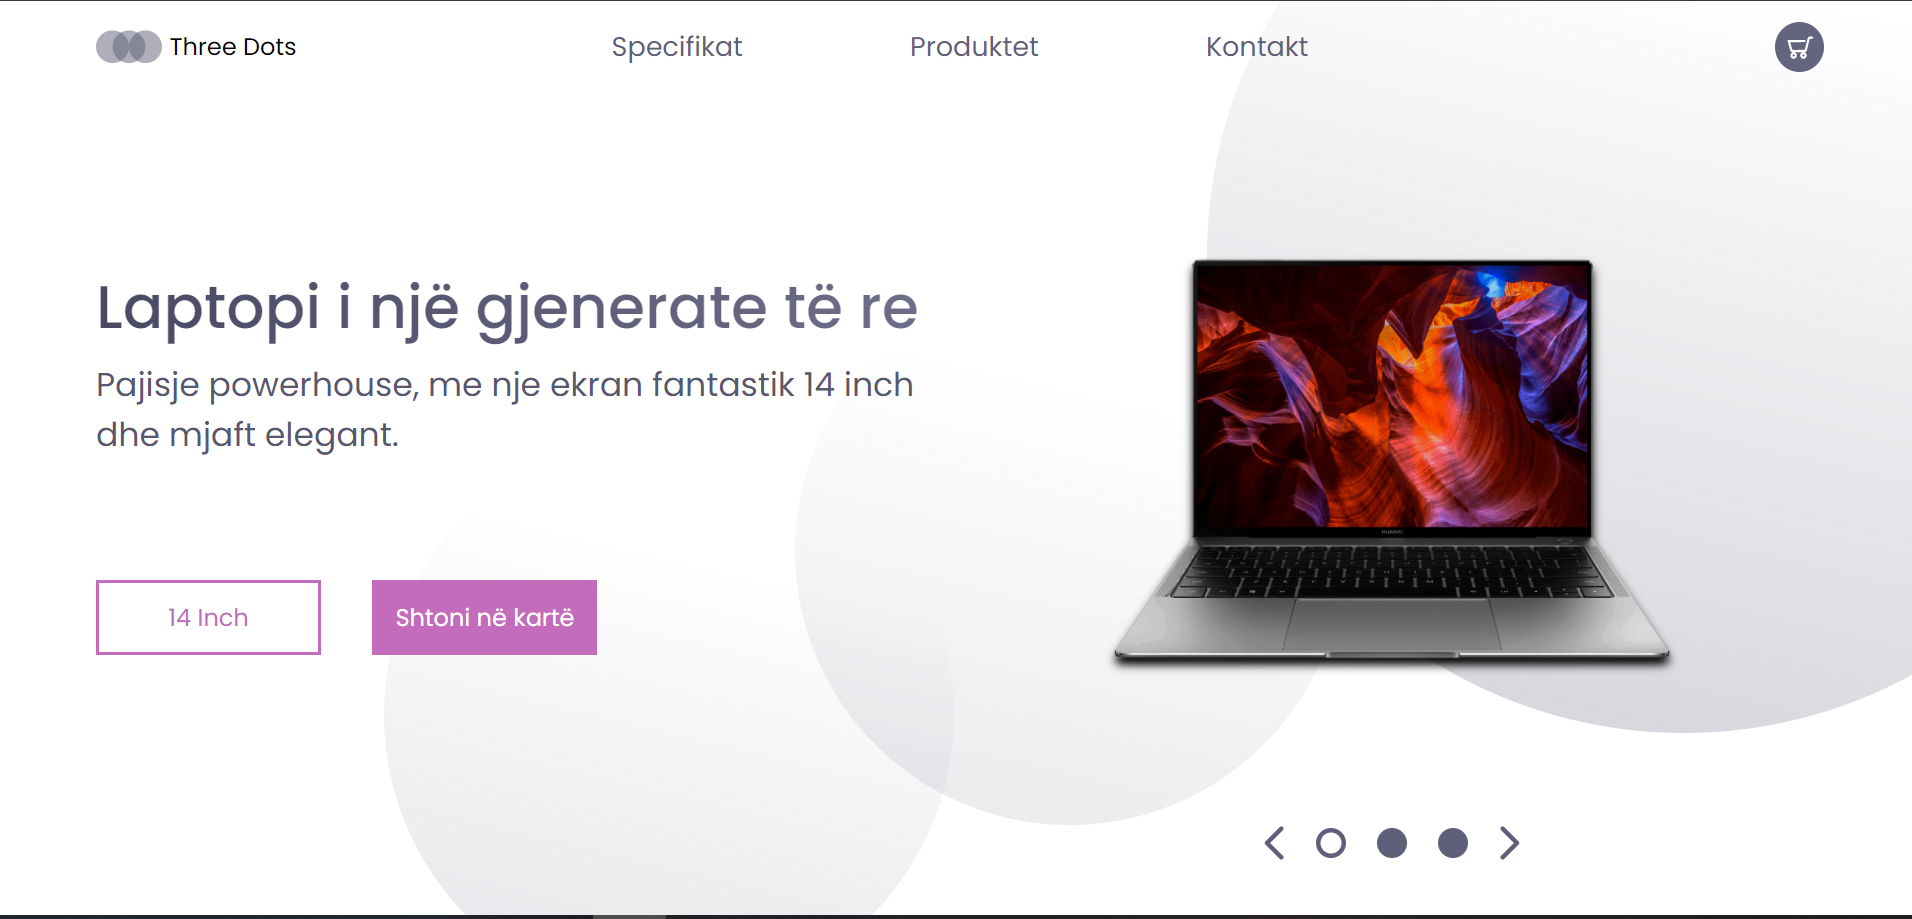 Three Dots
Specifikat
Produktet
Kontakt
Laptopi i një gjenerate të re
Pajisje powerhouse, me nje ekran fantastik 14 inch
dhe mjaft elegant.
14 Inch
Shtoni në kartë
HUAWEI